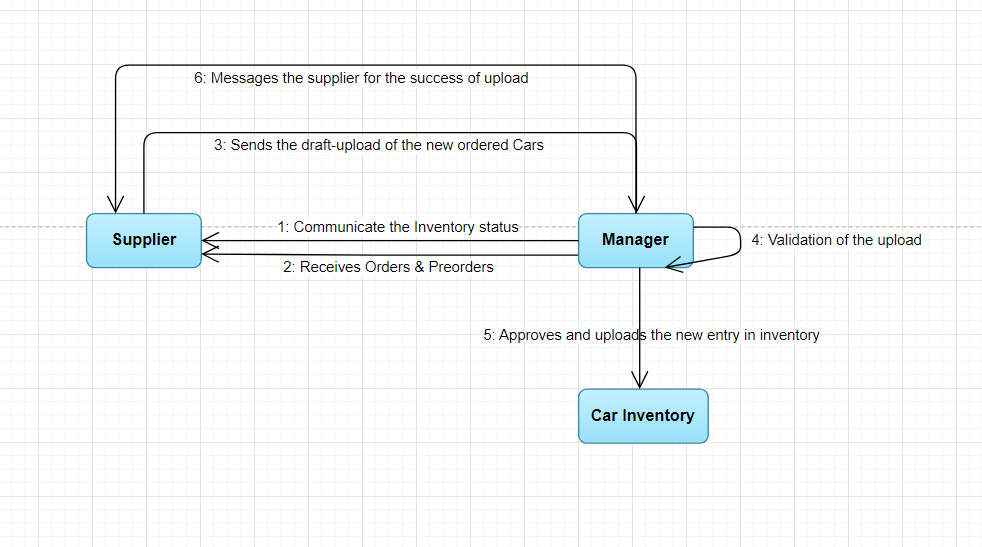 6: Messages the supplier for the success of upload
3: Sends the draft-upload of the new ordered Cars
1: Communicate the Inventory status
Supplier
Manager
4: Validation of the upload
2: Receives Orders & Preorders
5: Approves and uploads the new entry in inventory
Car Inventory